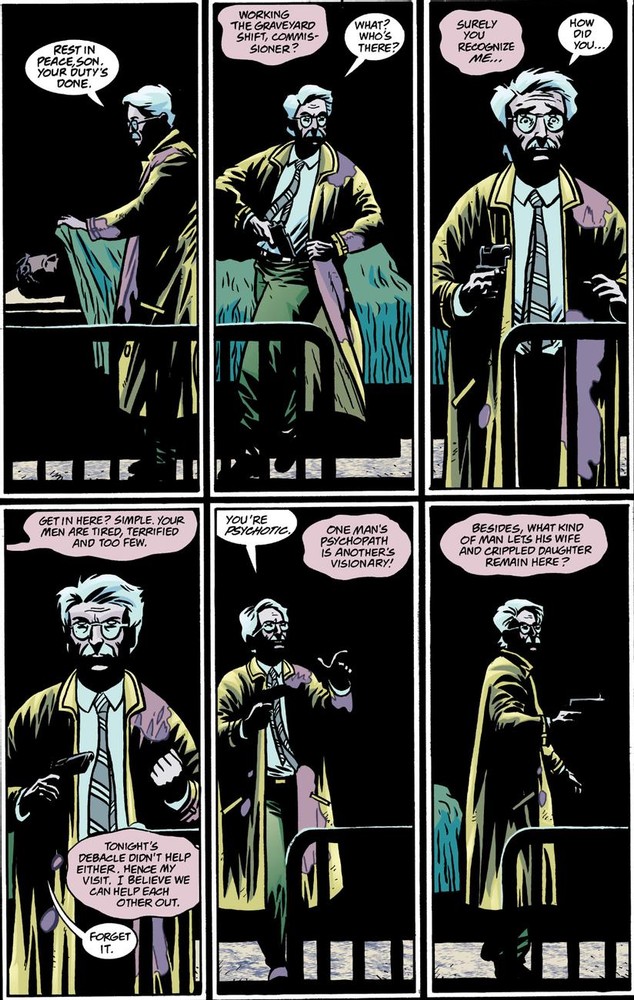 REST IN
PEACE, SON.
YOUR DUTY'S
DONE.
WORKING
THE GRAVEYARD
SHIFT, COMMIS-
SIONER?
WHAT?
WHO'S
THERE?
SURELY
YOU
RECOGNIZE
ME...
HOW
DID
YOU...
GET IN HERE? SIMPLE. YOUR
MEN ARE TIRED, TERRIFIED
AND TOO FEW.
TONIGHT'S
DEBACLE DIDN'T HELP
EITHER. HENCE MY
VISIT. I BELIEVE WE
CAN HELP EACH
OTHER OUT.
FORGET
IT.
YOU'RE
PSYCHOTIC.
ONE MAN'S
PSYCHOPATH
IS ANOTHER'S
VISIONARY!
BESIDES, WHAT KIND
OF MAN LETS HIS WIFE
AND CRIPPLED DAUGHTER
REMAIN HERE?